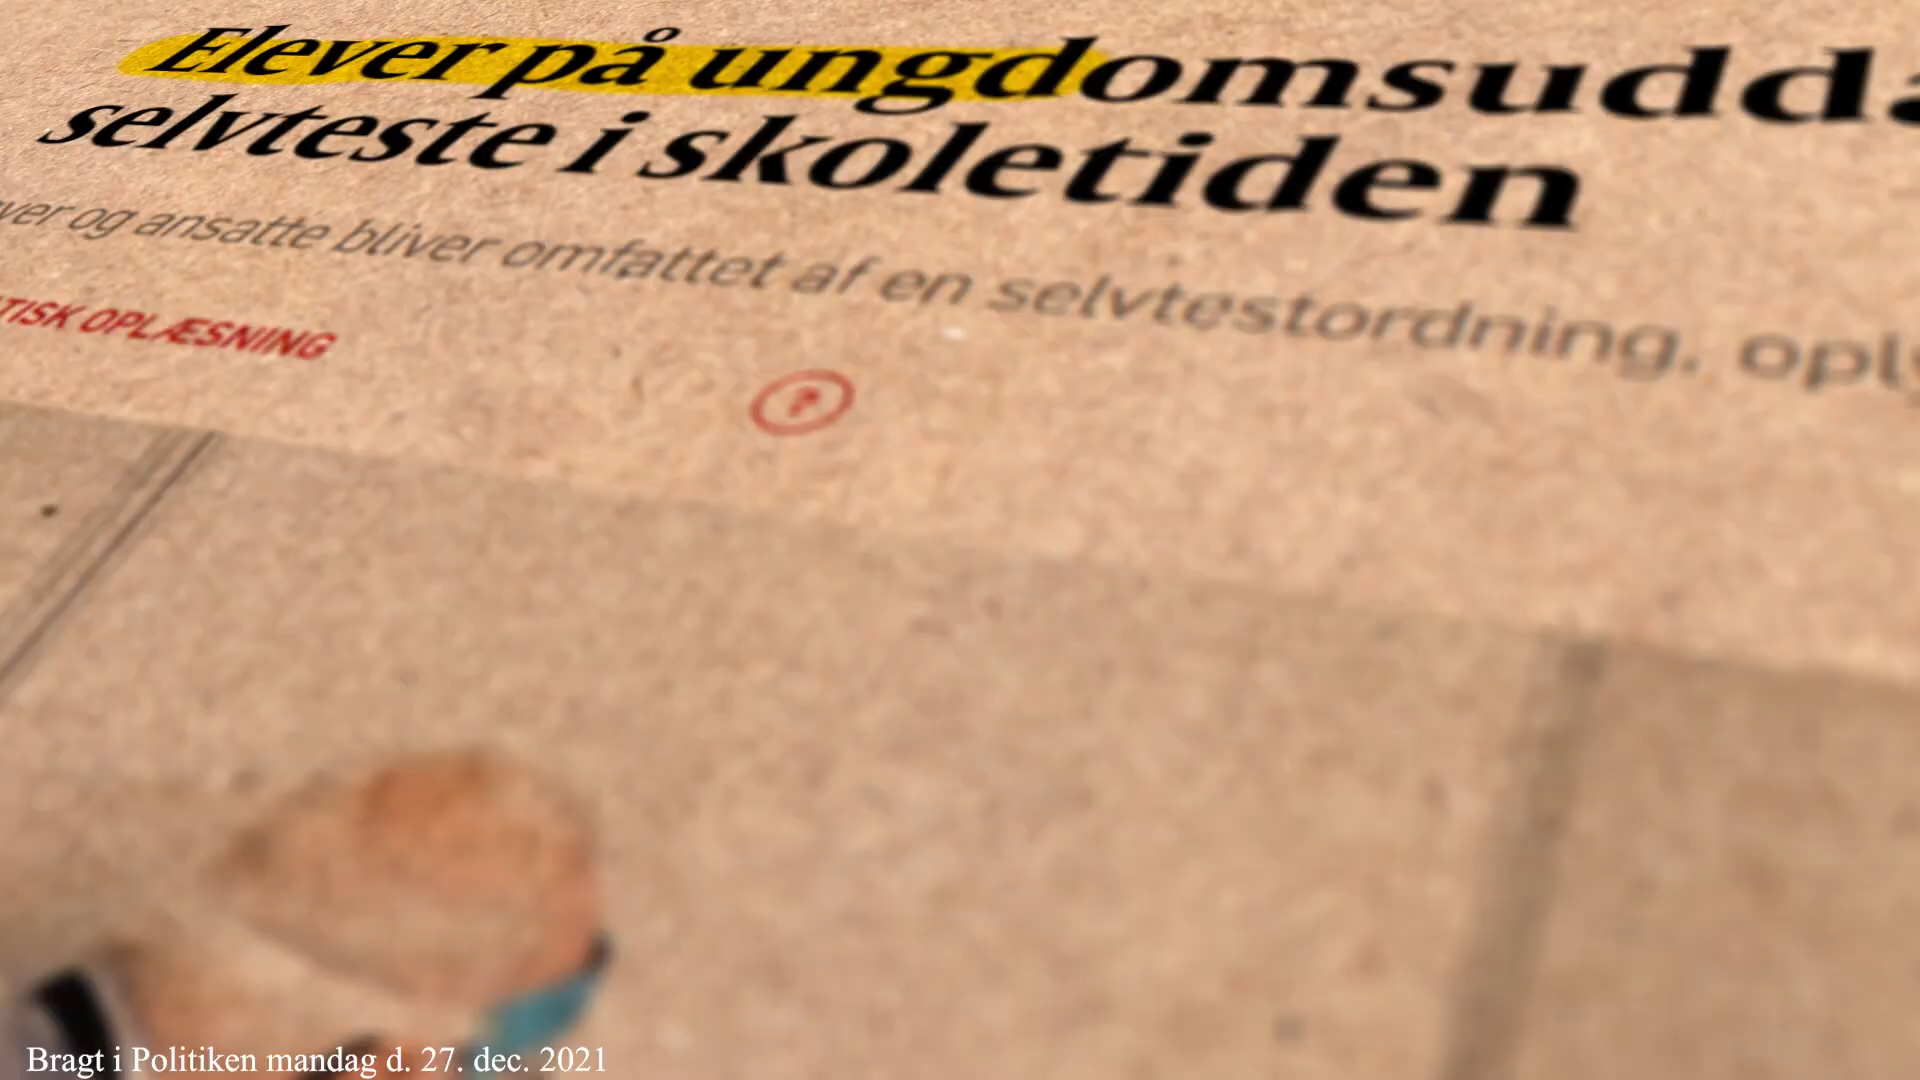 Elever på ungdomsudda
selvteste i skoletiden
ver og ansatte bliver omfattet af en selvtestordning, oply
TISK OPLÆSNING
?
Bragt i Politiken mandag d. 27. dec. 2021